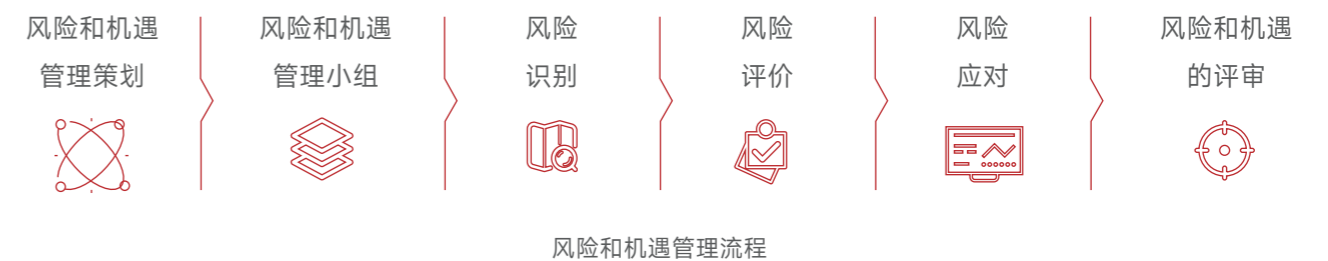 风险和机遇
管理策划
风险和机遇
管理小组
风险
识别
风险
评价
风险
应对
风险和机遇
的评审
风险和机遇管理流程